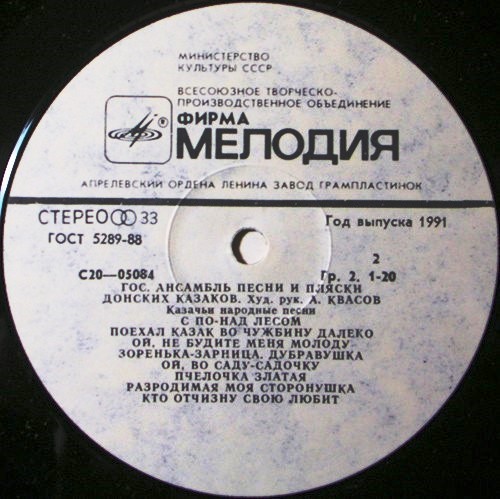 МИНИСТЕРСТВО
КУЛЬТУРЫ СССР
ВСЕСОЮЗНОЕ ТВОРЧЕСКО-
ПРОИЗВОДСТВЕННОЕ ОБЪЕДИНЕНИЕ
ФИРМА
МЕЛОДИЯ
АПРЕЛЕВСКИЙ ОРДЕНА ЛЕНИНА ЗАВОД ГРАМПЛАСТИНОК
СТЕРЕО 33
Год выпуска 1991
ГОСТ 5289-88
2
С20—05084
Гр. 2. 1-20
ГОС. АНСАМБЛЬ ПЕСНИ И ПЛЯСКИ
ДОНСКИХ КАЗАКОВ. Худ. рук. А. КВАСОВ
Казачьи народные песни
С ПО-НАД ЛЕСОМ
ПОЕХАЛ КАЗАК ВО ЧУЖБИНУ ДАЛЕКО
ОЙ, НЕ БУДИТЕ МЕНЯ МОЛОДУ
ЗОРЕНЬКА-ЗАРНИЦА. ДУБРАВУШКА
ОЙ, ВО САДУ-САДОЧКУ
ПЧЕЛОЧКА ЗЛАТАЯ
РАЗРОДИМАЯ МОЯ СТОРОНУШКА
КТО ОТЧИЗНУ СВОЮ ЛЮБИТ